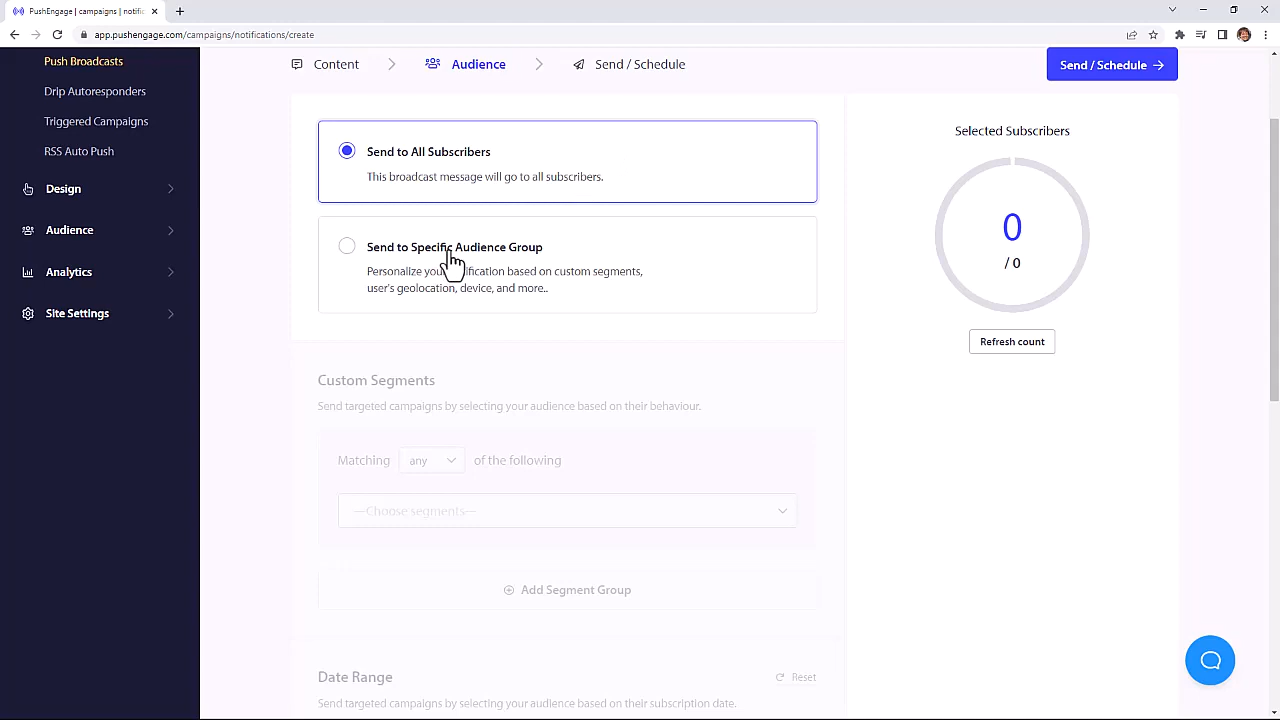 PushEngage | campaigns | notific
app.pushengage.com/campaigns/notifications/create
Push Broadcasts
Drip Autoresponders
Triggered Campaigns
RSS Auto Push
Design
Audience
Analytics
Site Settings
Content
Audience
Send / Schedule
Send / Schedule
Send to All Subscribers
This broadcast message will go to all subscribers.
Send to Specific Audience Group
Personalize your notification based on custom segments,
user's geolocation, device, and more..
Custom Segments
Send targeted campaigns by selecting your audience based on their behaviour.
Matching any of the following
—Choose segments—
Add Segment Group
Date Range
Reset
Send targeted campaigns by selecting your audience based on their subscription date.
Selected Subscribers
0
/ 0
Refresh count